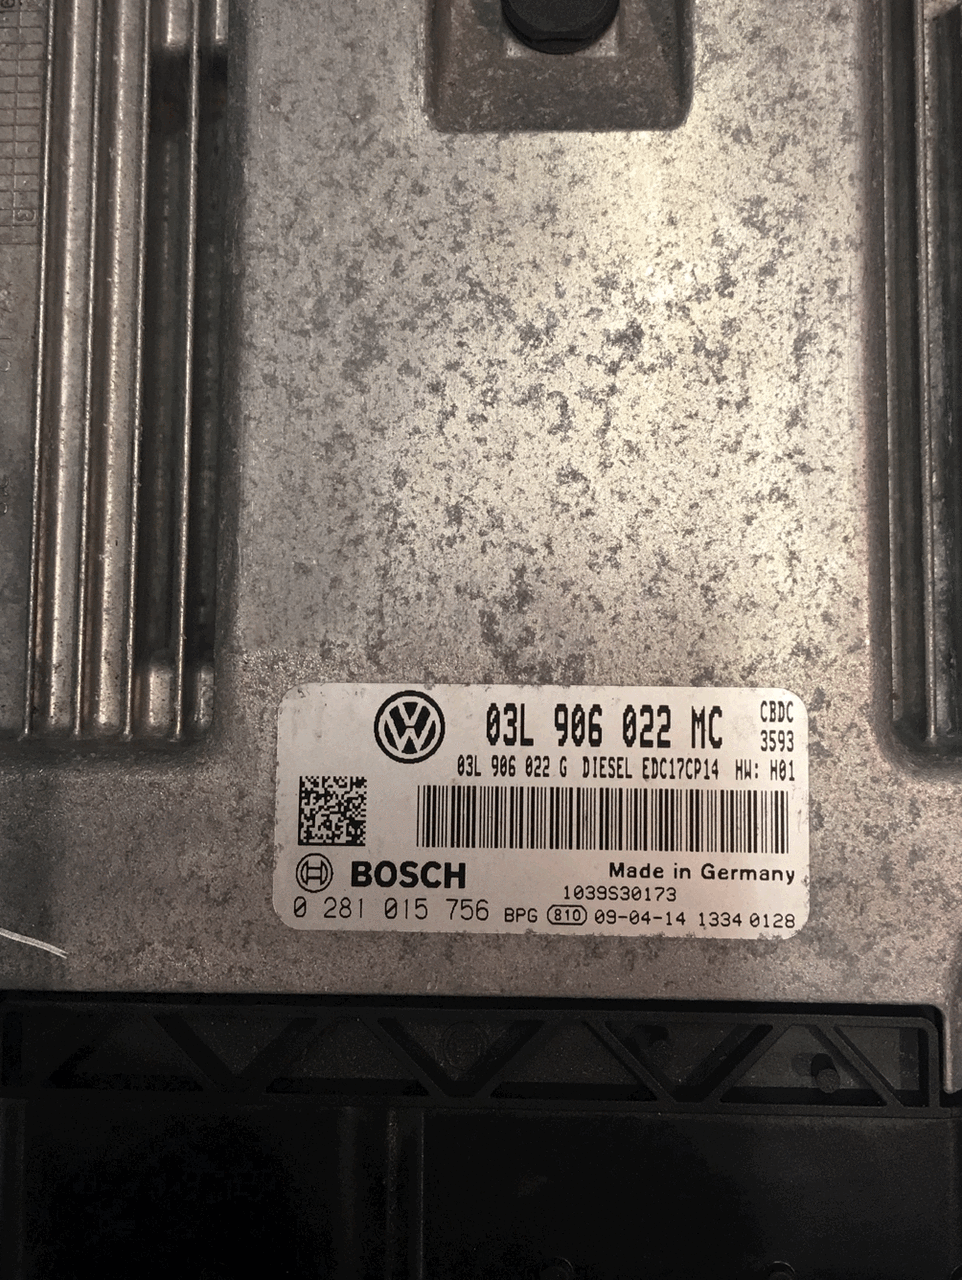 03L 906 022 MC
CBDC
3593
03L 906 022 G DIESEL EDC17CP14 HW: H01
BOSCH
Made in Germany
1039S30173
0 281 015 756 BPG 810 09-04-14 1334 0128